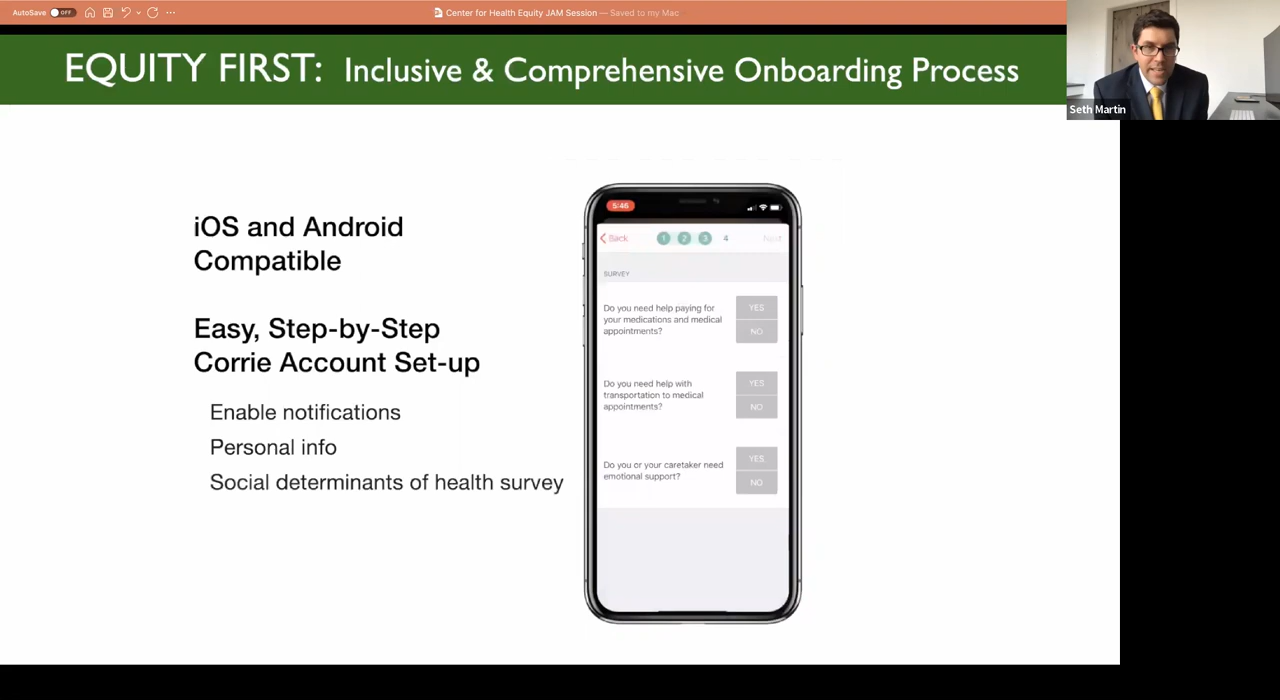 AutoSave OFF
Center for Health Equity JAM Session — Saved to my Mac
EQUITY FIRST: Inclusive & Comprehensive Onboarding Process
Seth Martin
iOS and Android
Compatible
Easy, Step-by-Step
Corrie Account Set-up
Enable notifications
Personal info
Social determinants of health survey
5:46
Back 1 2 3 4 Next
SURVEY
Do you need help paying for
your medications and medical
appointments?
YES
NO
Do you need help with
transportation to medical
appointments?
YES
NO
Do you or your caretaker need
emotional support?
YES
NO